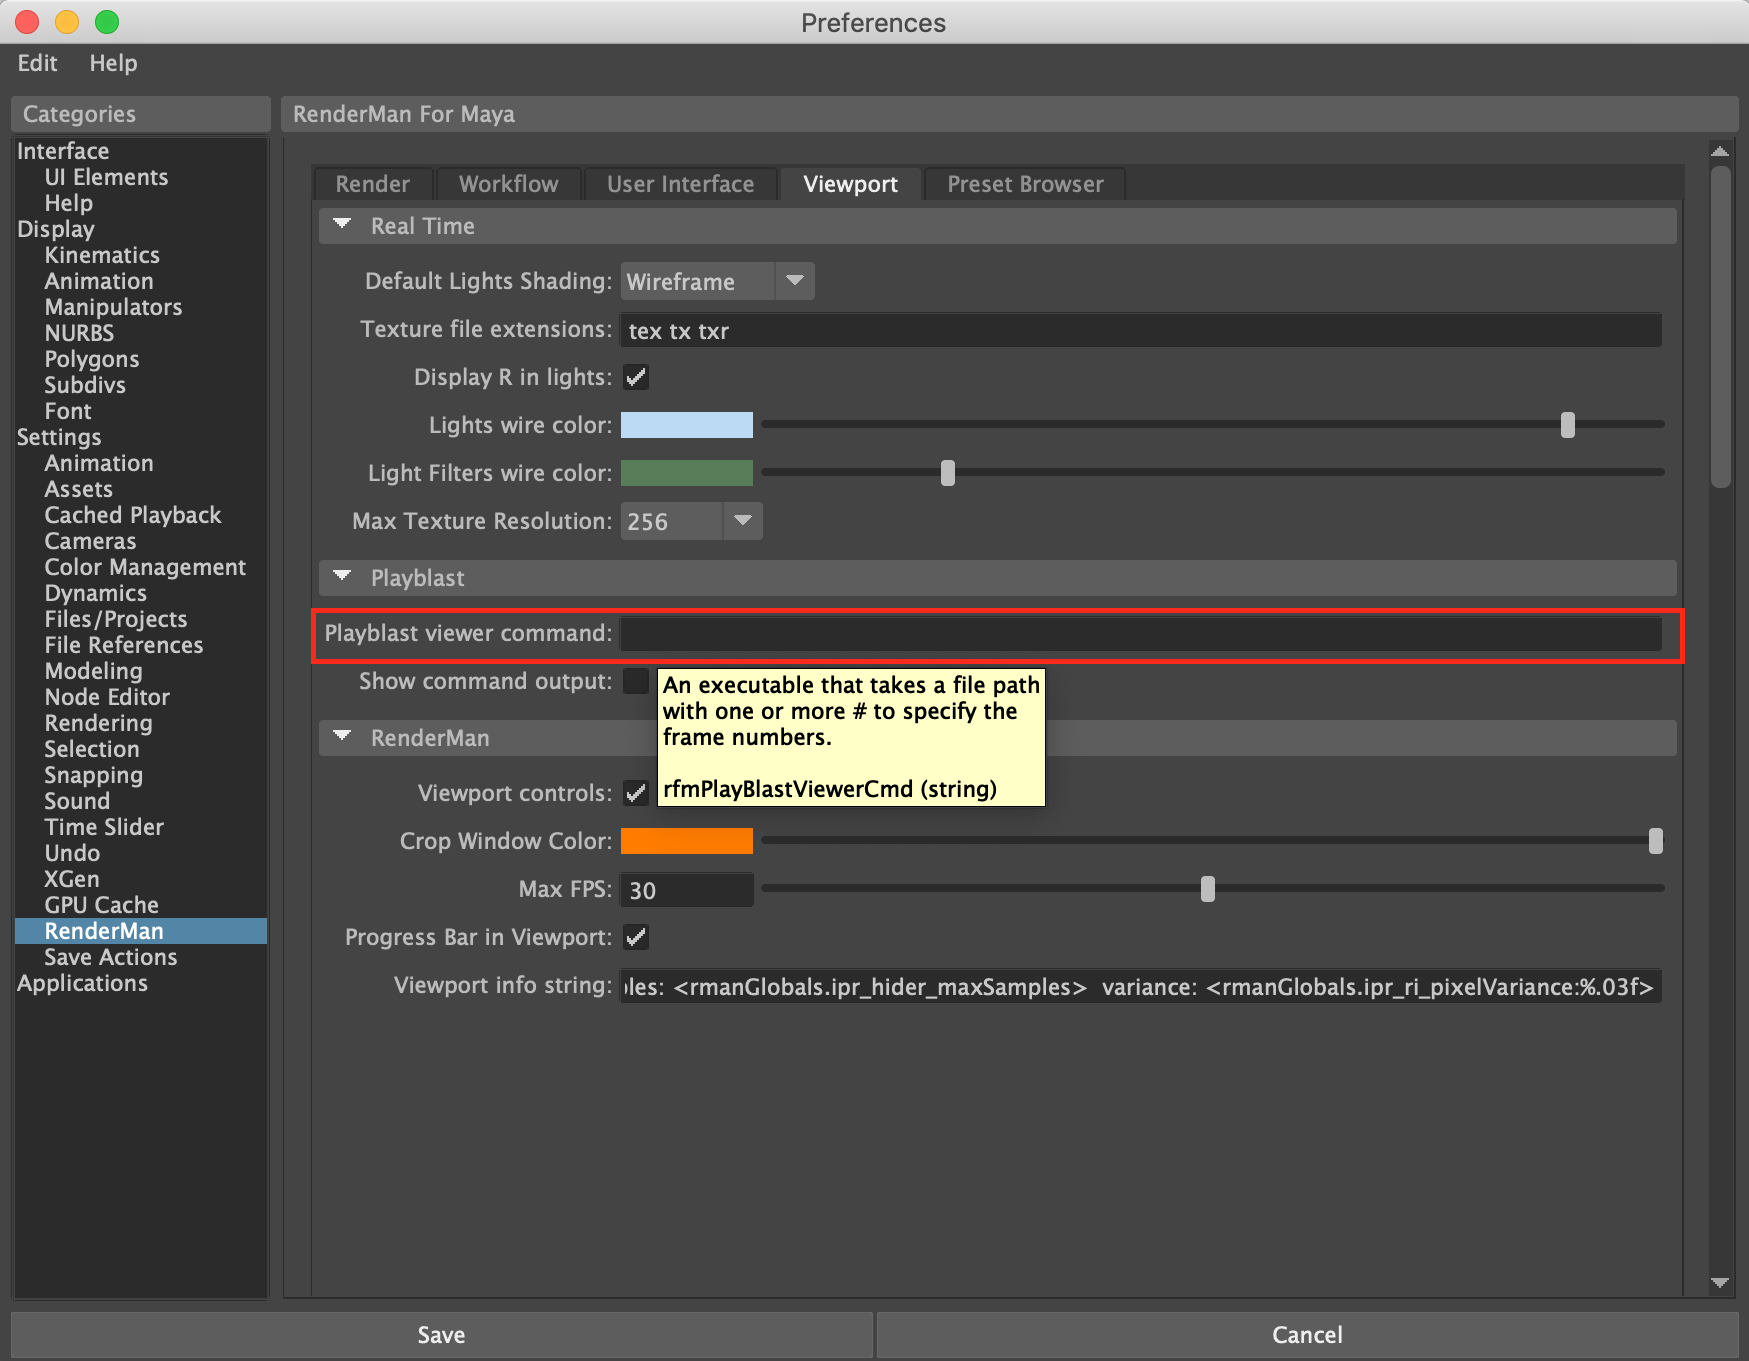 Preferences
Edit Help
Categories
Interface
UI Elements
Help
Display
Kinematics
Animation
Manipulators
NURBS
Polygons
Subdivs
Font
Settings
Animation
Assets
Cached Playback
Cameras
Color Management
Dynamics
Files/Projects
File References
Modeling
Node Editor
Rendering
Selection
Snapping
Sound
Time Slider
Undo
XGen
GPU Cache
RenderMan
Save Actions
Applications
RenderMan For Maya
Render Workflow User Interface Viewport Preset Browser
Real Time
Default Lights Shading: Wireframe
Texture file extensions: tex tx txr
Display R in lights:
Lights wire color:
Light Filters wire color:
Max Texture Resolution: 256
Playblast
Playblast viewer command:
Show command output:
An executable that takes a file path
with one or more # to specify the
frame numbers.
rfmPlayBlastViewerCmd (string)
RenderMan
Viewport controls:
Crop Window Color:
Max FPS: 30
Progress Bar in Viewport:
Viewport info string: les: <rmanGlobals.ipr_hider_maxSamples> variance: <rmanGlobals.ipr_ri_pixelVariance:%.03f>
Save Cancel